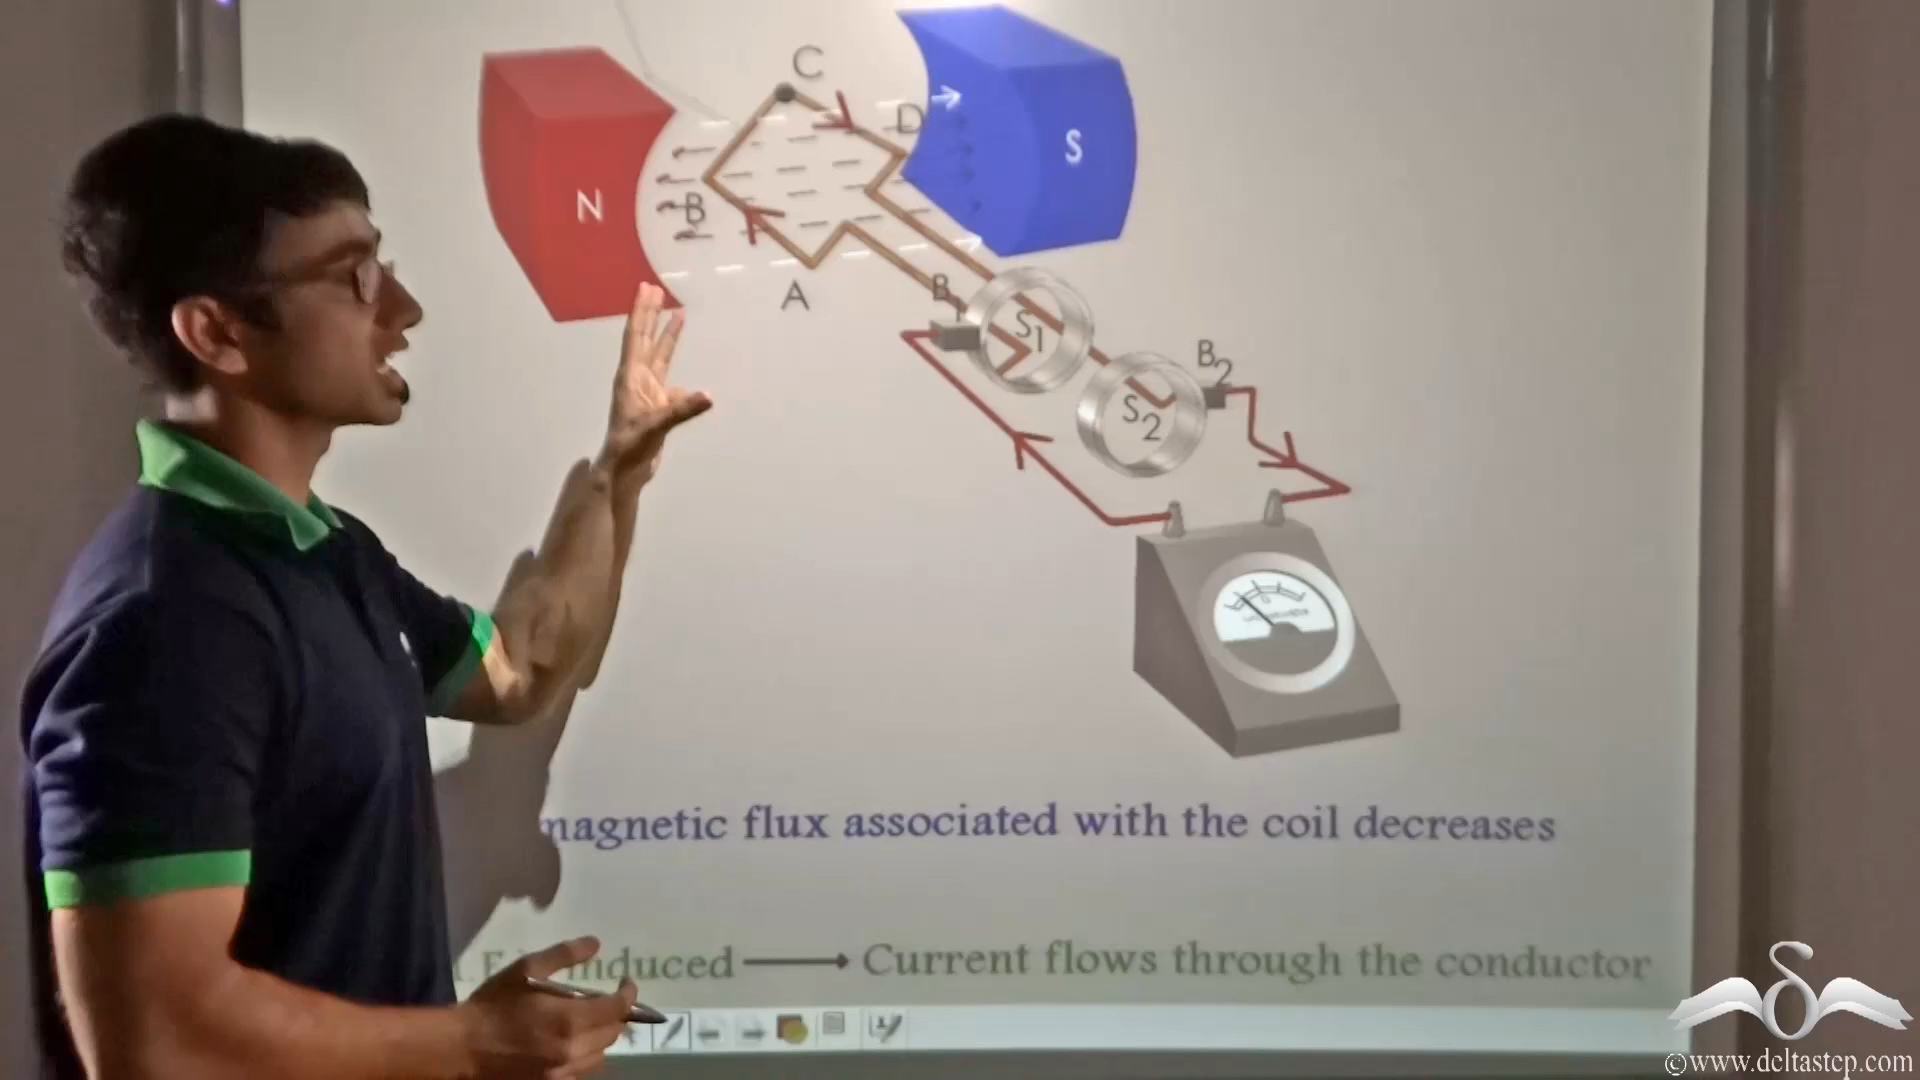 C
D
S
N
B
A
B1
S1
B2
S2
0
magnetic flux associated with the coil decreases
induced → Current flows through the conductor
©www.deltastep.com